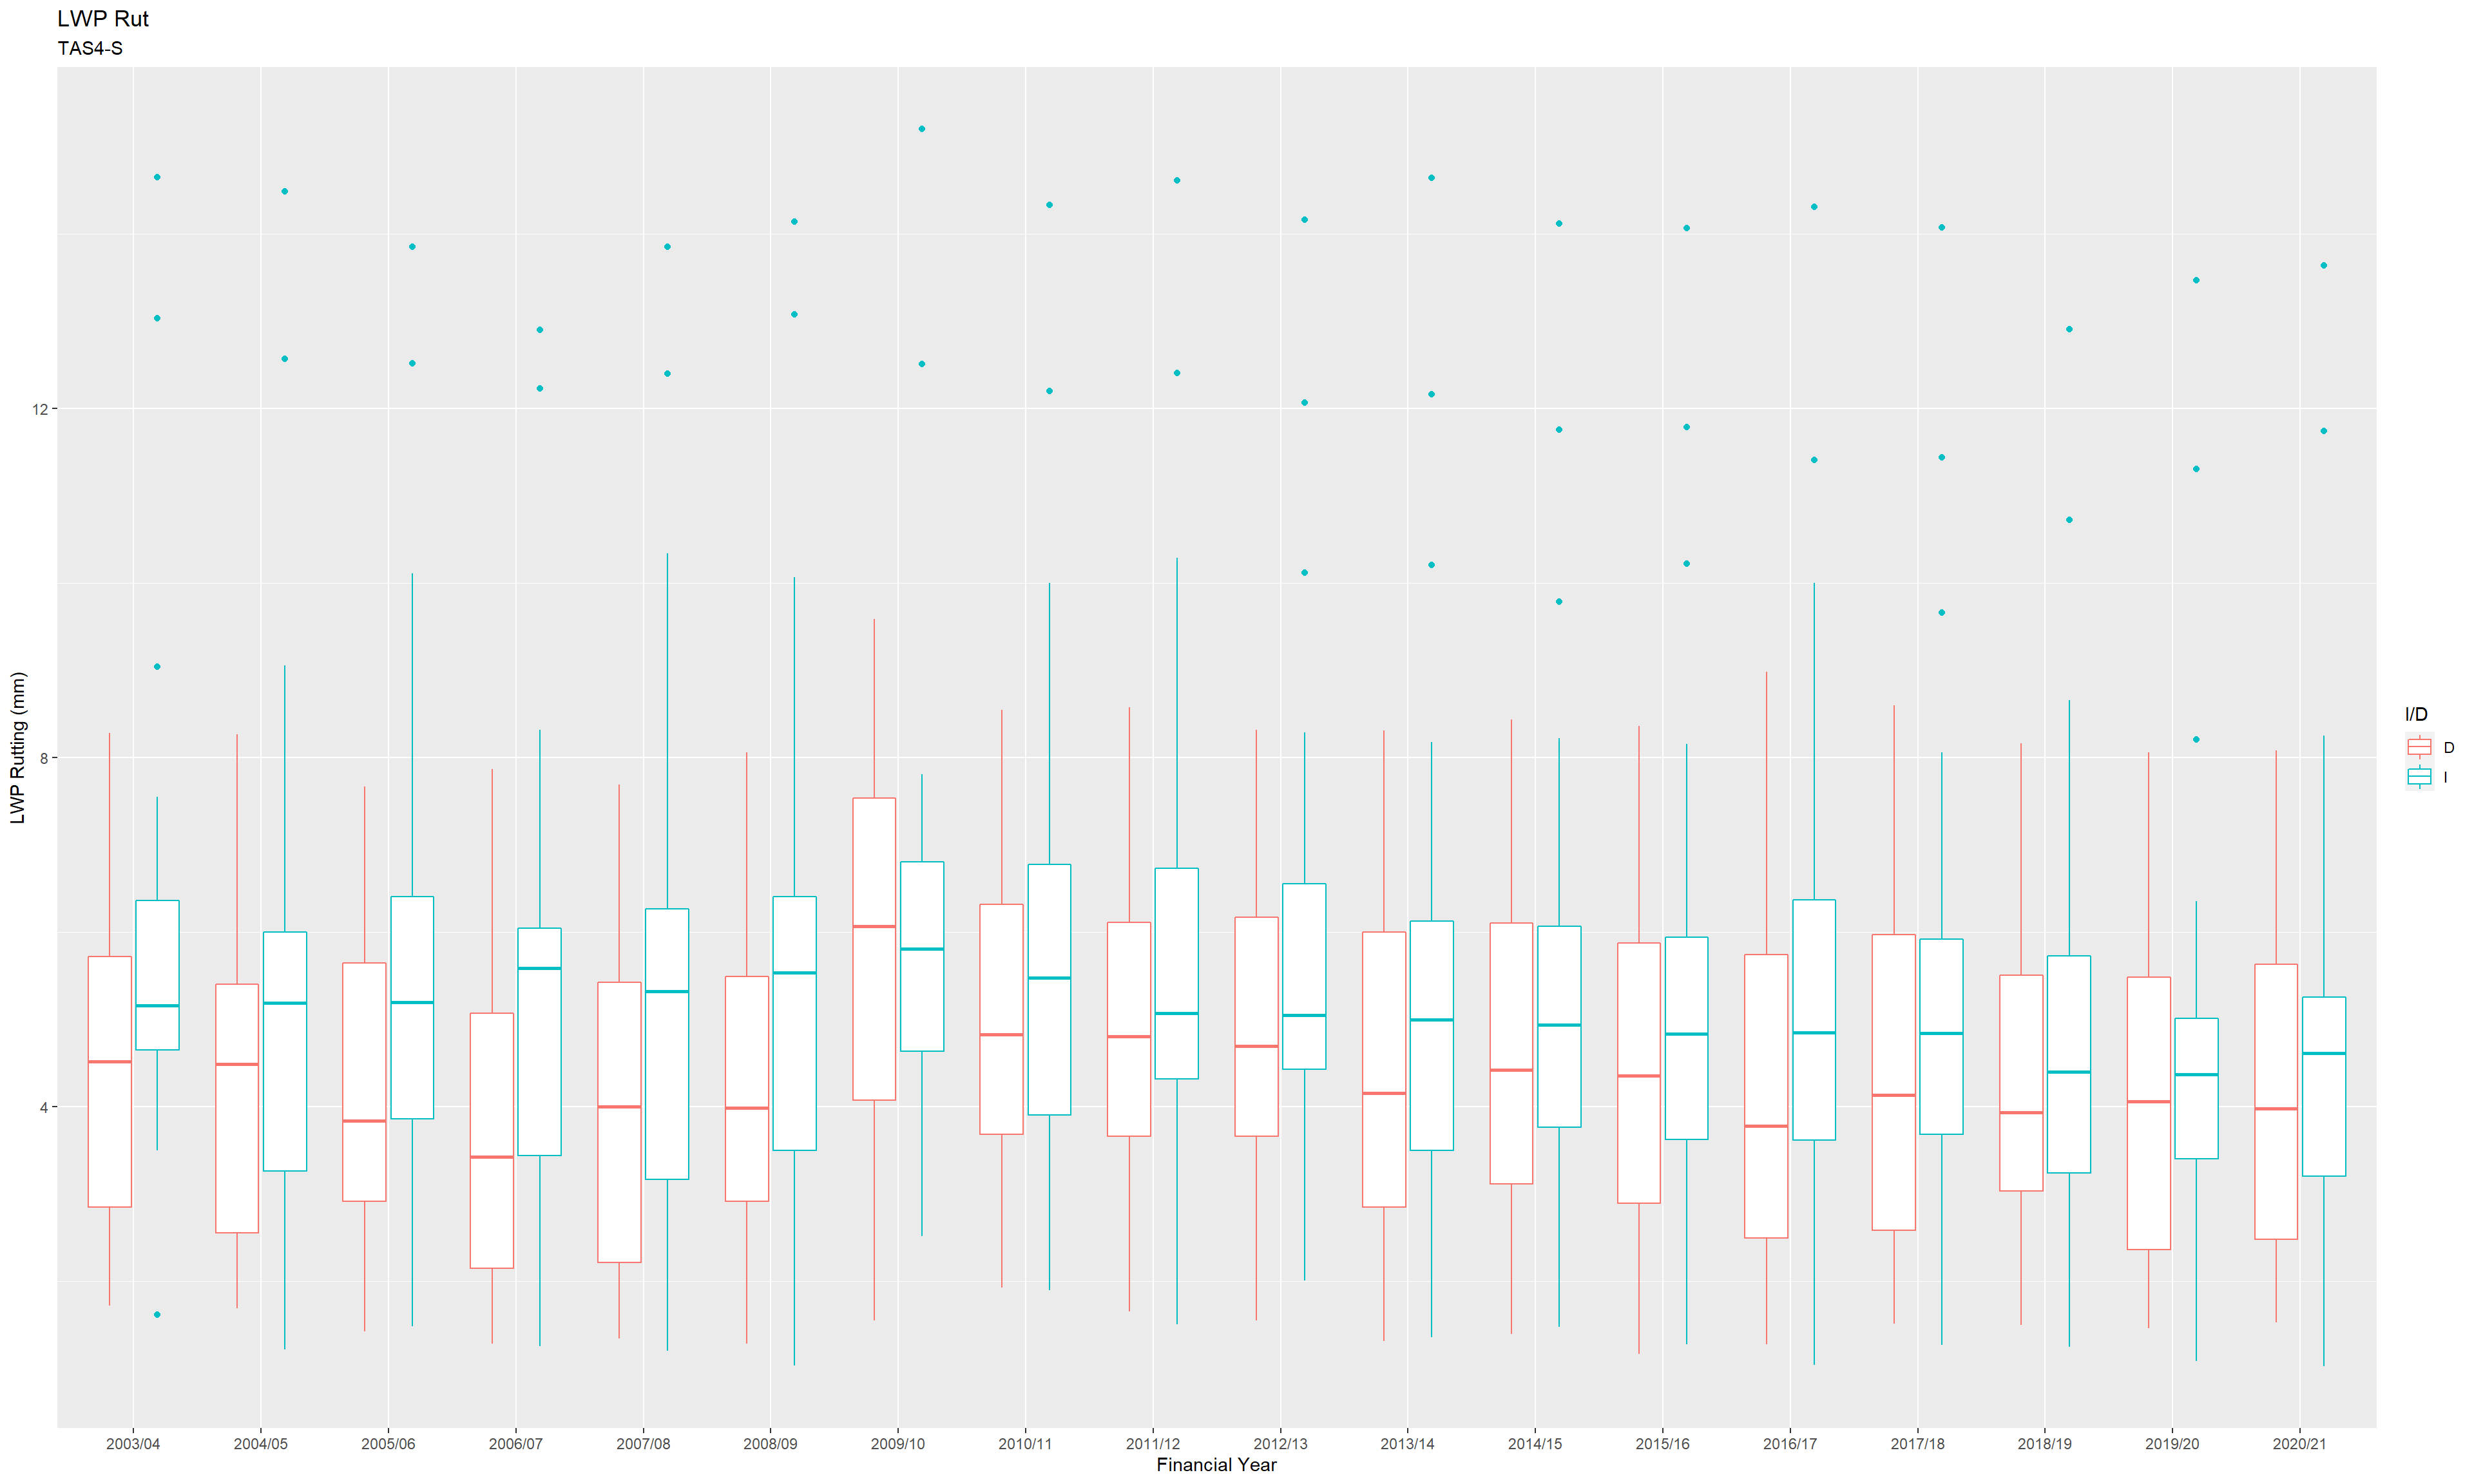 LWP Rut
TAS4-S
LWP Rutting (mm)
12
8
4
2003/04 2004/05 2005/06 2006/07 2007/08 2008/09 2009/10 2010/11 2011/12 2012/13 2013/14 2014/15 2015/16 2016/17 2017/18 2018/19 2019/20 2020/21
Financial Year
I/D
D
I